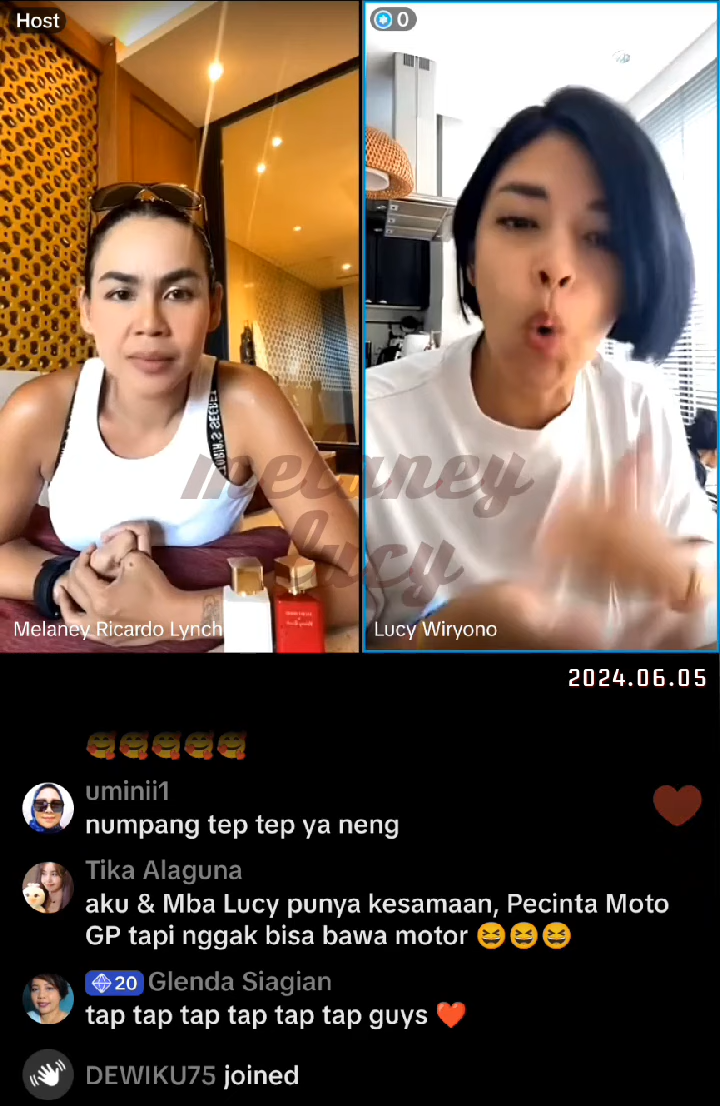 Host
0
melaney
lucy
Melaney Ricardo Lynch
Lucy Wiryono
2024.06.05
uminii1
numpang tep tep ya neng
Tika Alaguna
aku & Mba Lucy punya kesamaan, Pecinta Moto
GP tapi nggak bisa bawa motor 😆😆😆
20 Glenda Siagian
tap tap tap tap tap tap guys ❤️
DEWIKU75 joined